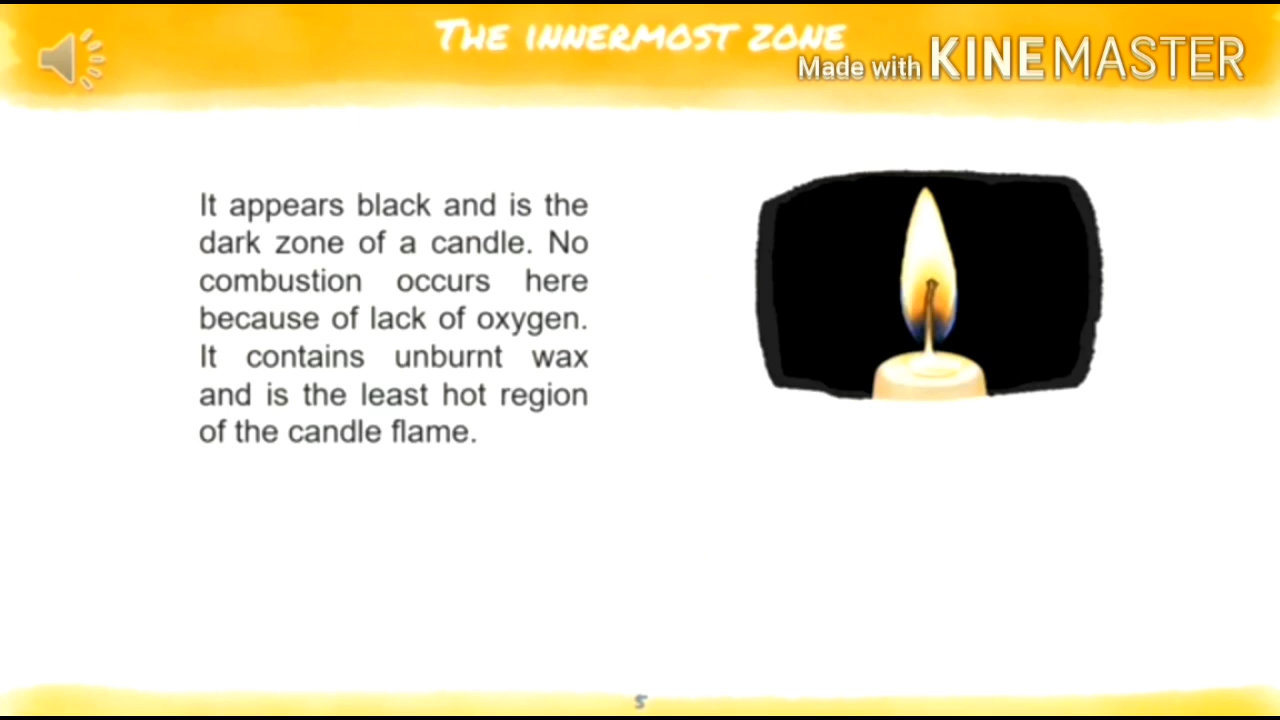 THE INNERMOST ZONE
Made with KINEMASTER
It appears black and is the
dark zone of a candle. No
combustion occurs here
because of lack of oxygen.
It contains unburnt wax
and is the least hot region
of the candle flame.
5